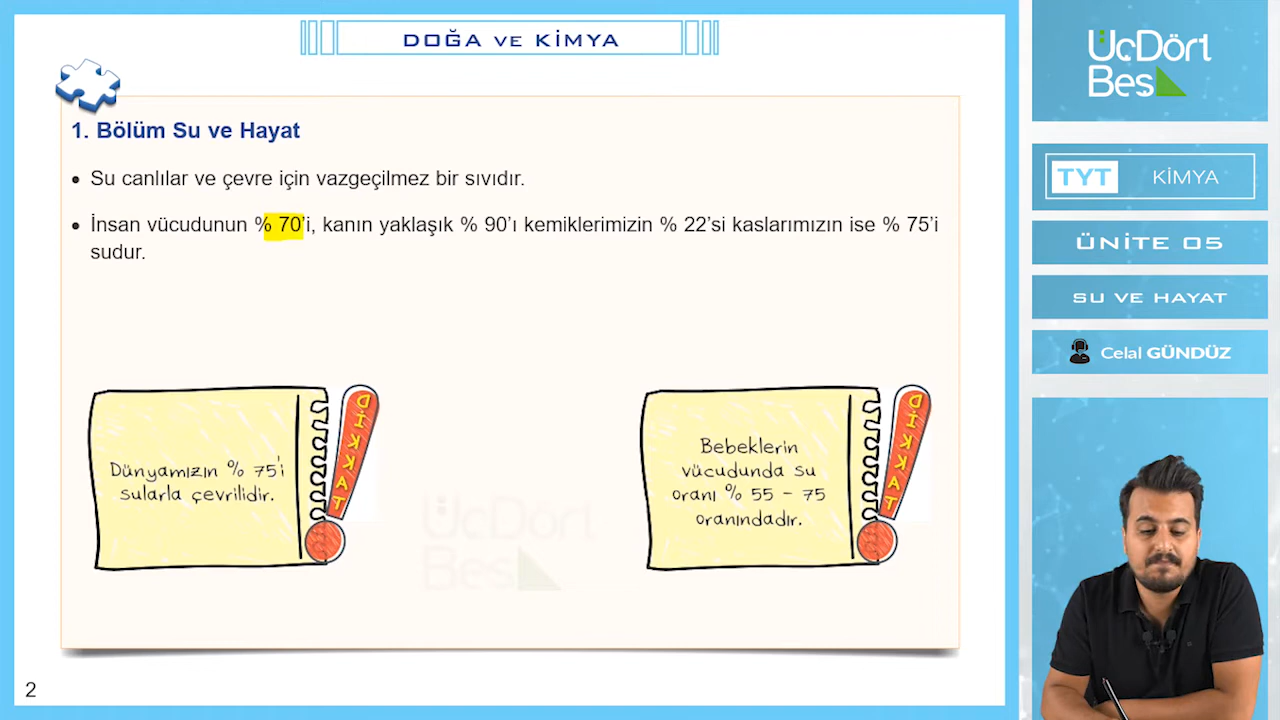 DOĞA VE KİMYA
1. Bölüm Su ve Hayat
• Su canlılar ve çevre için vazgeçilmez bir sıvıdır.
• İnsan vücudunun % 70’i, kanın yaklaşık % 90’ı kemiklerimizin % 22’si kaslarımızın ise % 75’i
sudur.
Dünyamızın % 75'i
sularla çevrilidir.
DİKKAT
Bebeklerin
vücudunda su
oranı % 55 - 75
oranındadır.
DİKKAT
ÜçDört
Beş
2
ÜçDört
Beş
TYT KİMYA
ÜNİTE 05
SU VE HAYAT
Celal GÜNDÜZ